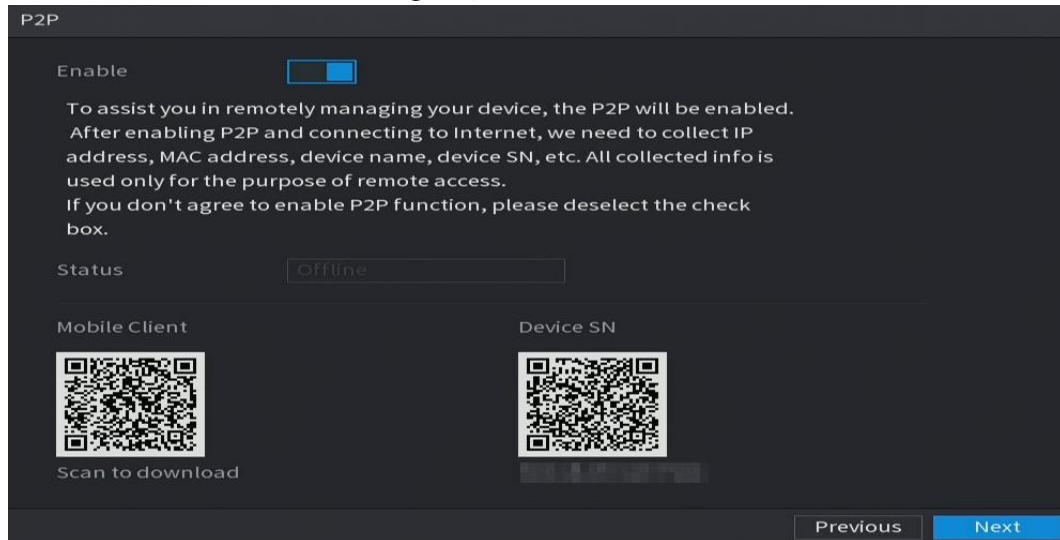 P2P
Enable
To assist you in remotely managing your device, the P2P will be enabled.
After enabling P2P and connecting to Internet, we need to collect IP
address, MAC address, device name, device SN, etc. All collected info is
used only for the purpose of remote access.
If you don't agree to enable P2P function, please deselect the check
box.
Status
Offline
Mobile Client
Device SN
Scan to download
Previous
Next